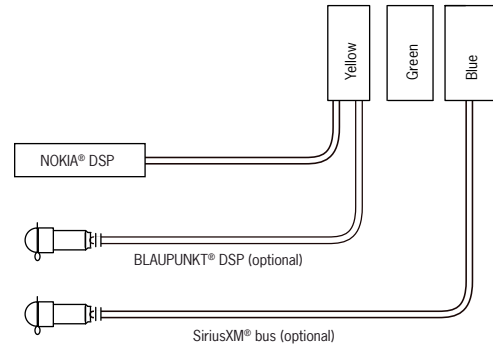 Yellow
Green
Blue
NOKIA® DSP
BLAUPUNKT® DSP (optional)
SiriusXM® bus (optional)